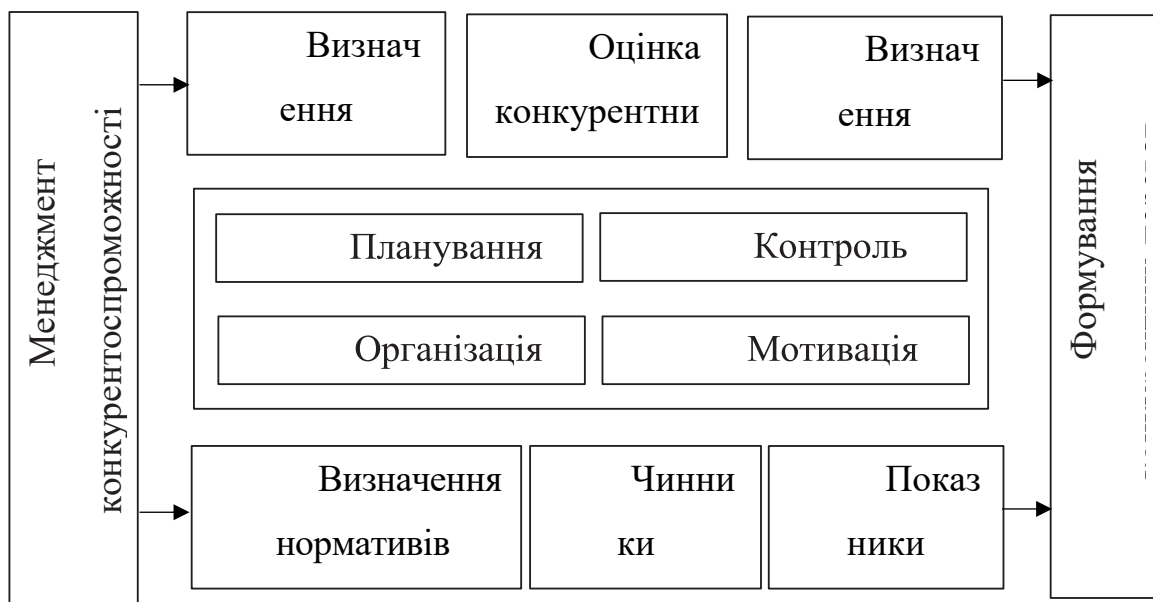 Менеджмент
конкурентоспроможності
Визнач
ення
Оцінка
конкурентни
Визнач
ення
Планування
Контроль
Організація
Мотивація
Визначення
нормативів
Чинни
ки
Показ
ники
Формування